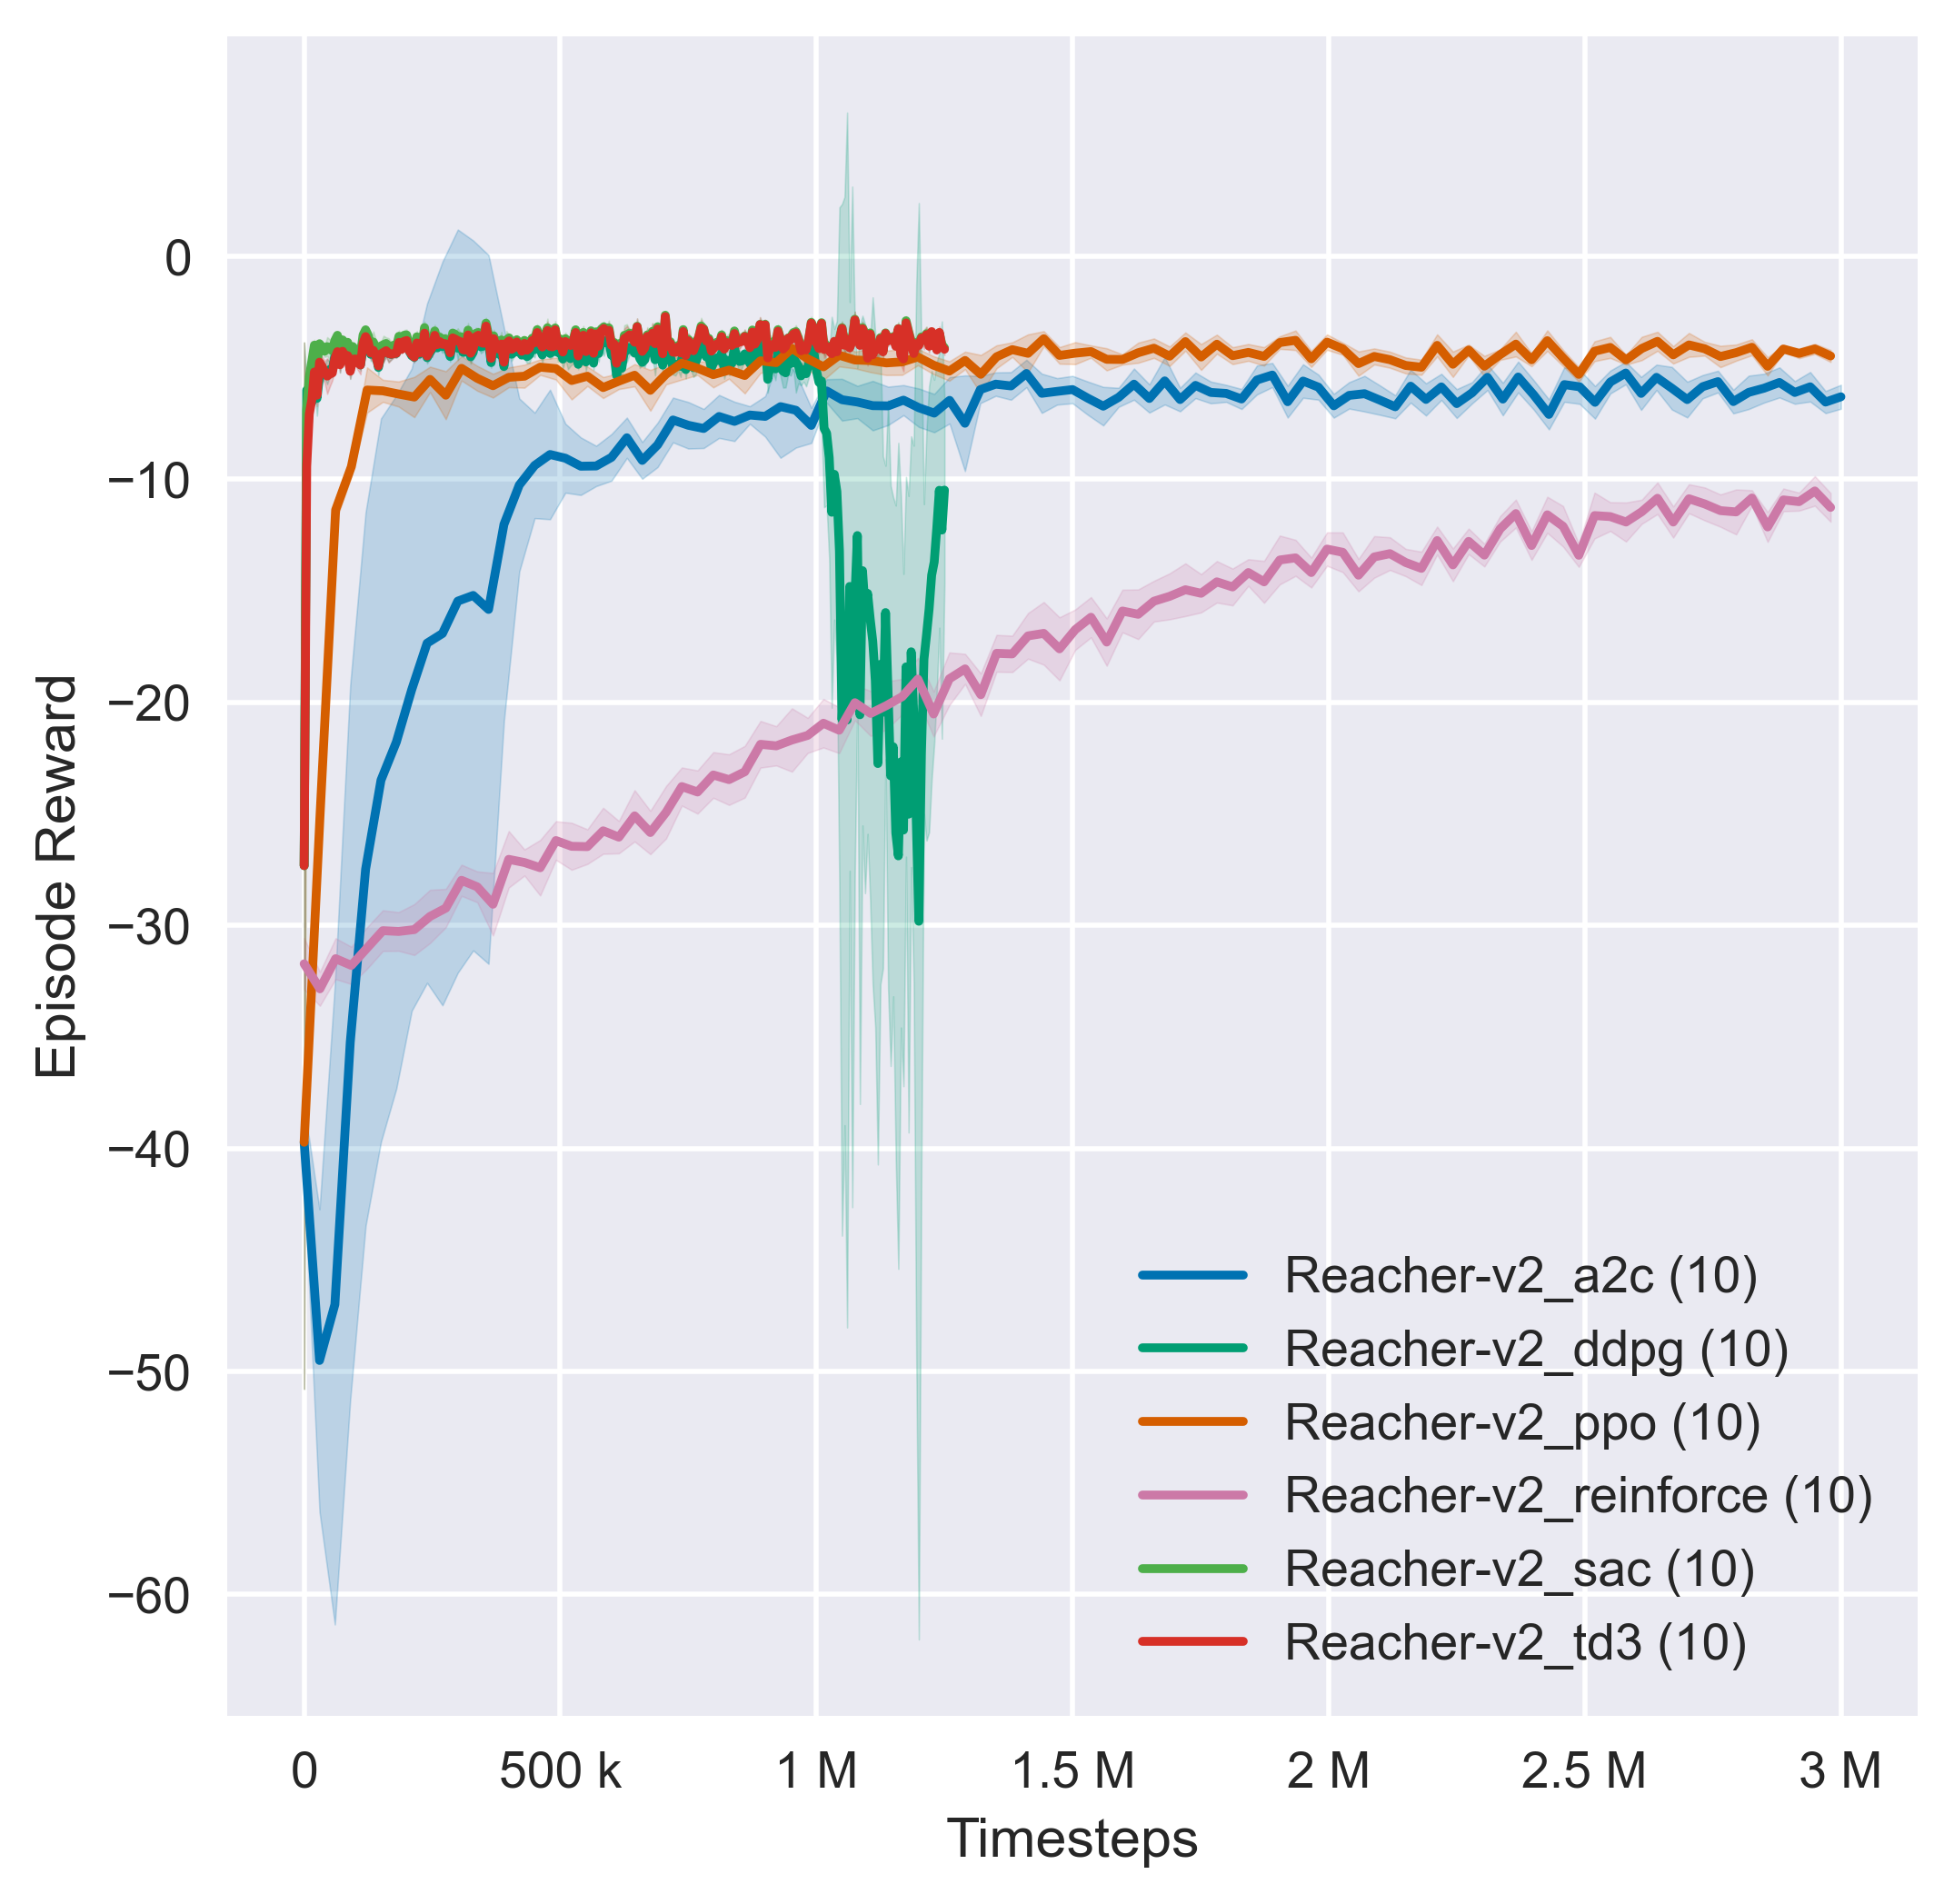 Episode Reward
0
−10
−20
−30
−40
−50
−60
Reacher-v2_a2c (10)
Reacher-v2_ddpg (10)
Reacher-v2_ppo (10)
Reacher-v2_reinforce (10)
Reacher-v2_sac (10)
Reacher-v2_td3 (10)
0 500 k 1 M 1.5 M 2 M 2.5 M 3 M
Timesteps